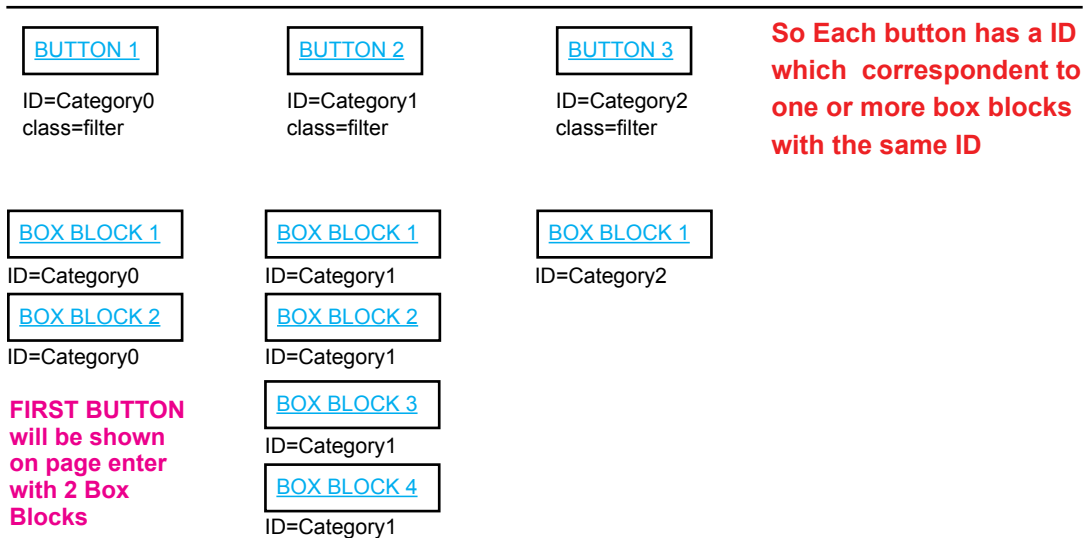 BUTTON 1
ID=Category0
class=filter
BUTTON 2
ID=Category1
class=filter
BUTTON 3
ID=Category2
class=filter
So Each button has a ID
which  correspondent to
one or more box blocks
with the same ID
BOX BLOCK 1
ID=Category0
BOX BLOCK 2
ID=Category0
FIRST BUTTON
will be shown
on page enter
with 2 Box
Blocks
BOX BLOCK 1
ID=Category1
BOX BLOCK 2
ID=Category1
BOX BLOCK 3
ID=Category1
BOX BLOCK 4
ID=Category1
BOX BLOCK 1
ID=Category2